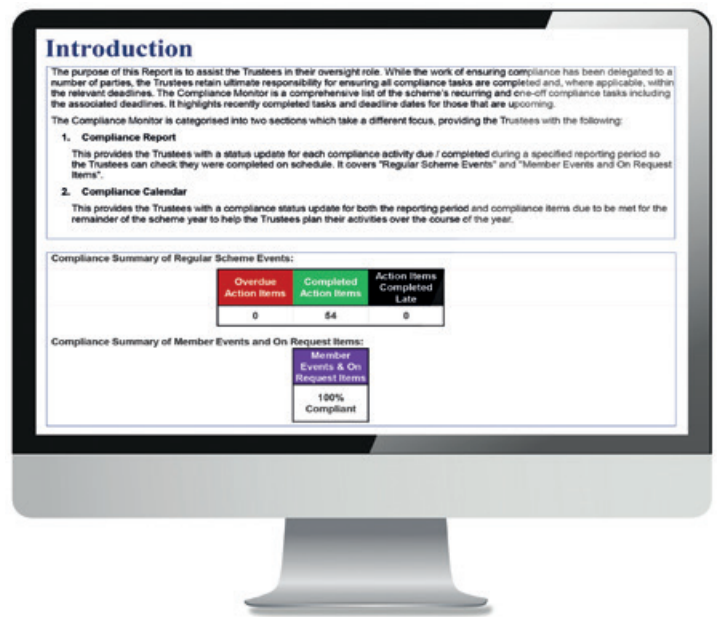 Introduction
The purpose of this Report is to assist the Trustees in their oversight role. While the work of ensuring compliance has been delegated to a
number of parties, the Trustees retain ultimate responsibility for ensuring all compliance tasks are completed and, where applicable, within
the relevant deadlines. The Compliance Monitor is a comprehensive list of the scheme's recurring and one-off compliance tasks including
the associated deadlines. It highlights recently completed tasks and deadline dates for those that are upcoming.
The Compliance Monitor is categorised into two sections which take a different focus, providing the Trustees with the following:
1. Compliance Report
This provides the Trustees with a status update for each compliance activity due / completed during a specified reporting period so
the Trustees can check they were completed on schedule. It covers "Regular Scheme Events" and "Member Events and On Request
Items".
2. Compliance Calendar
This provides the Trustees with a compliance status update for both the reporting period and compliance items due to be met for the
remainder of the scheme year to help the Trustees plan their activities over the course of the year.
Compliance Summary of Regular Scheme Events:
Overdue Action Items
Completed Action Items
Action Items Completed Late
0 54 0
Compliance Summary of Member Events and On Request Items:
Member
Events & On
Request Items
100%
Compliant